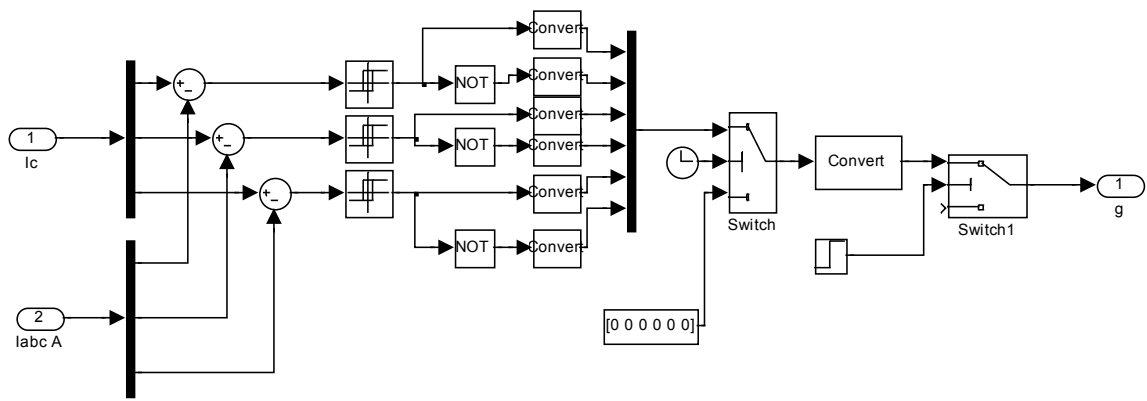 Convert
+
−
NOT
Convert
1
Ic
+
−
Convert
NOT
Convert
Convert
1
g
+
−
Convert
Switch
Switch1
NOT
Convert
2
Iabc A
[0 0 0 0 0 0]